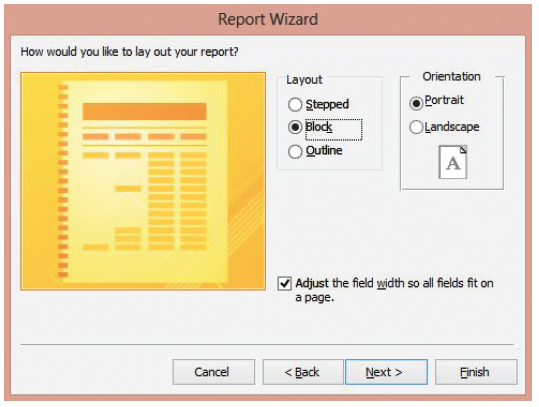 Report Wizard
How would you like to lay out your report?
Layout
Stepped
Block
Outline
Orientation
Portrait
Landscape
A
Adjust the field width so all fields fit on
a page.
Cancel
< Back
Next >
Finish